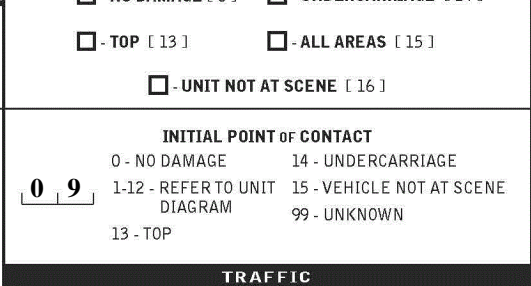 - TOP [ 13 ] - ALL AREAS [ 15 ]
- UNIT NOT AT SCENE [ 16 ]
INITIAL POINT OF CONTACT
0 - NO DAMAGE 14 - UNDERCARRIAGE
0 9 1-12 - REFER TO UNIT 15 - VEHICLE NOT AT SCENE
DIAGRAM 99 - UNKNOWN
13 - TOP
TRAFFIC